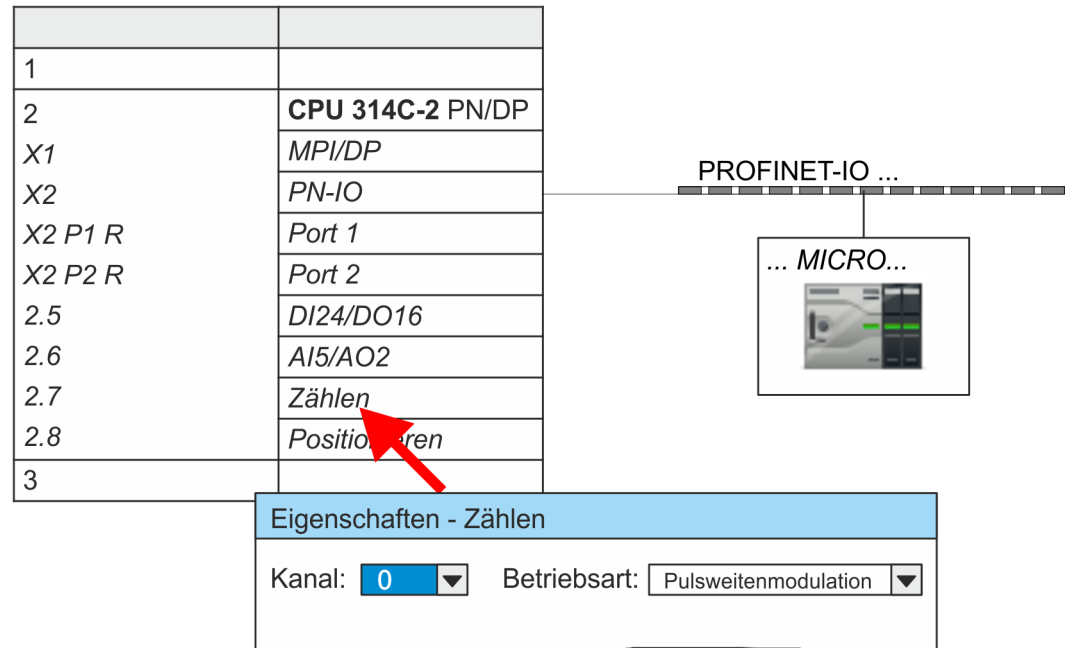 1
2 CPU 314C-2 PN/DP
X1 MPI/DP
X2 PN-IO
X2 P1 R Port 1
X2 P2 R Port 2
2.5 DI24/DO16
2.6 AI5/AO2
2.7 Zählen
2.8 Positionieren
3
PROFINET-IO ...
... MICRO...
Eigenschaften - Zählen
Kanal: 0 Betriebsart: Pulsweitenmodulation